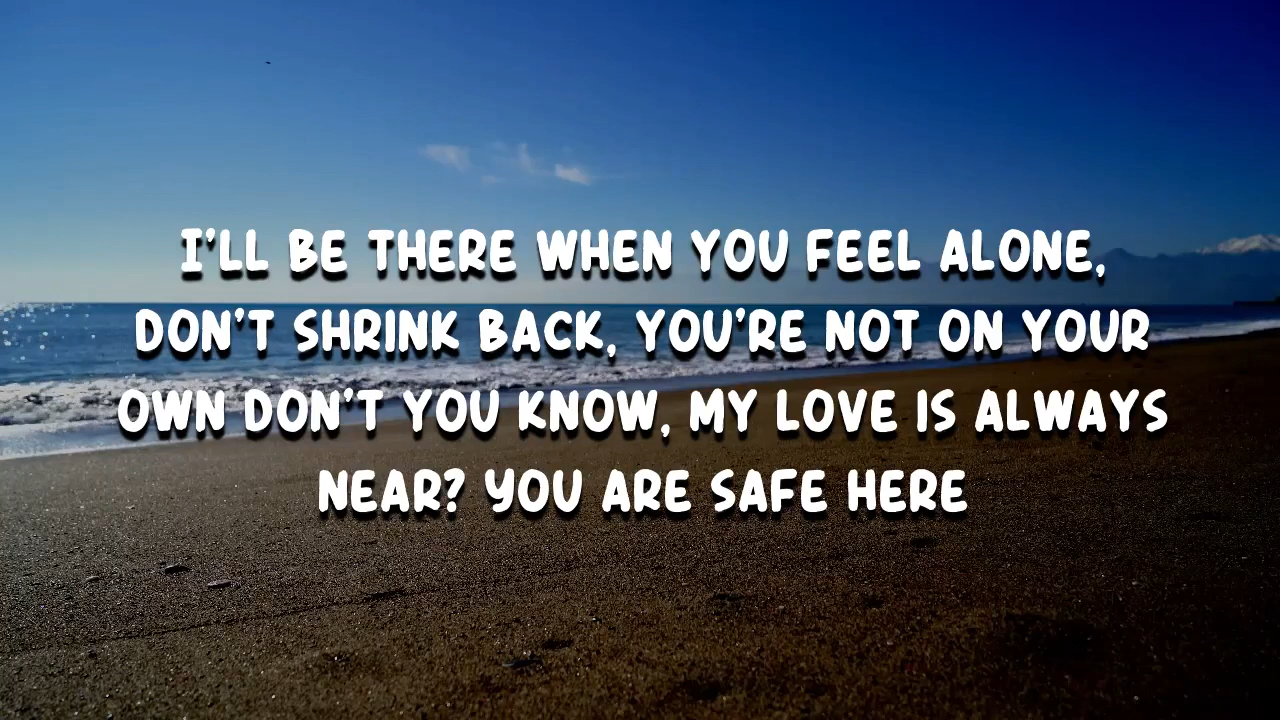 I'LL BE THERE WHEN YOU FEEL ALONE,
DON'T SHRINK BACK, YOU'RE NOT ON YOUR
OWN DON'T YOU KNOW, MY LOVE IS ALWAYS
NEAR? YOU ARE SAFE HERE